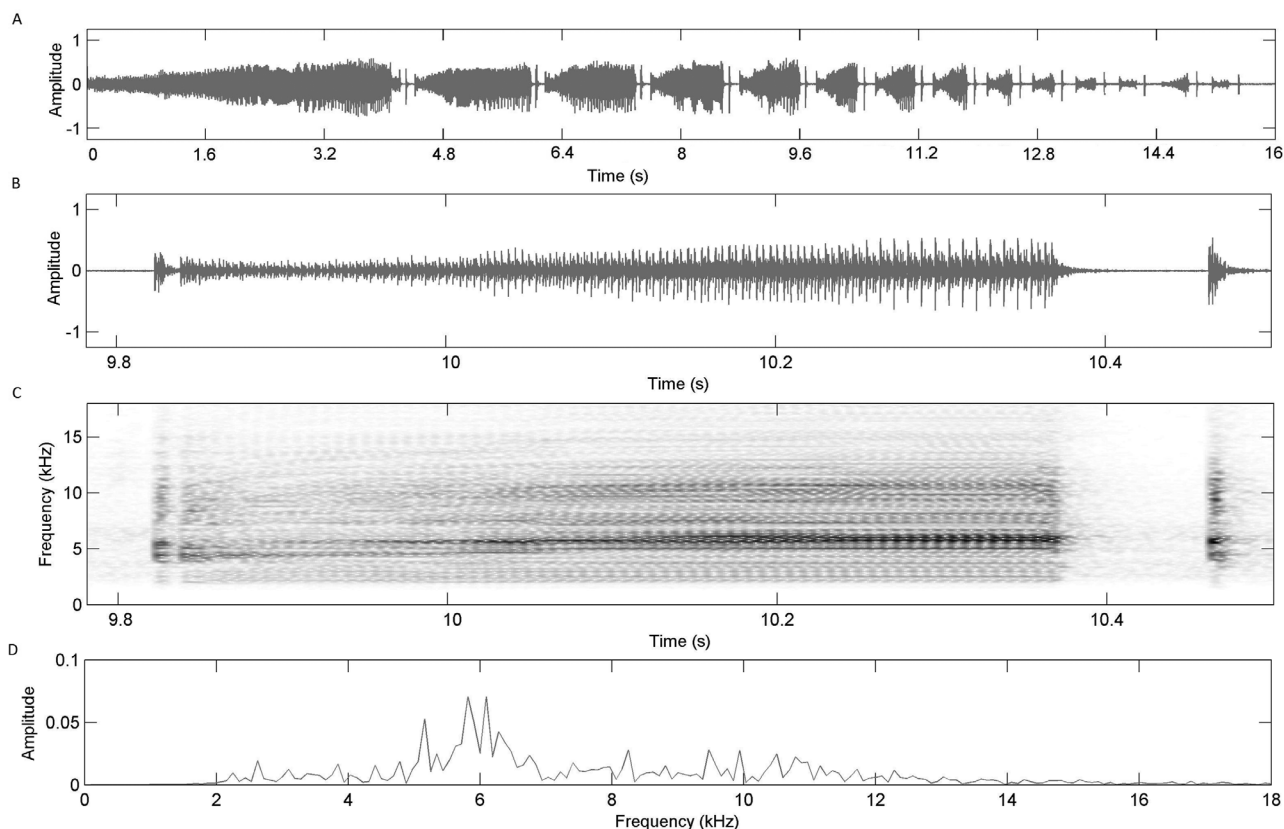 A
Amplitude
1
0
-1
0 1.6 3.2 4.8 6.4 8 9.6 11.2 12.8 14.4 16
Time (s)
B
Amplitude
1
0
-1
9.8 10 10.2 10.4
Time (s)
C
Frequency (kHz)
15
10
5
0
9.8 10 10.2 10.4
Time (s)
D
Amplitude
0.1
0.05
0
0 2 4 6 8 10 12 14 16 18
Frequency (kHz)